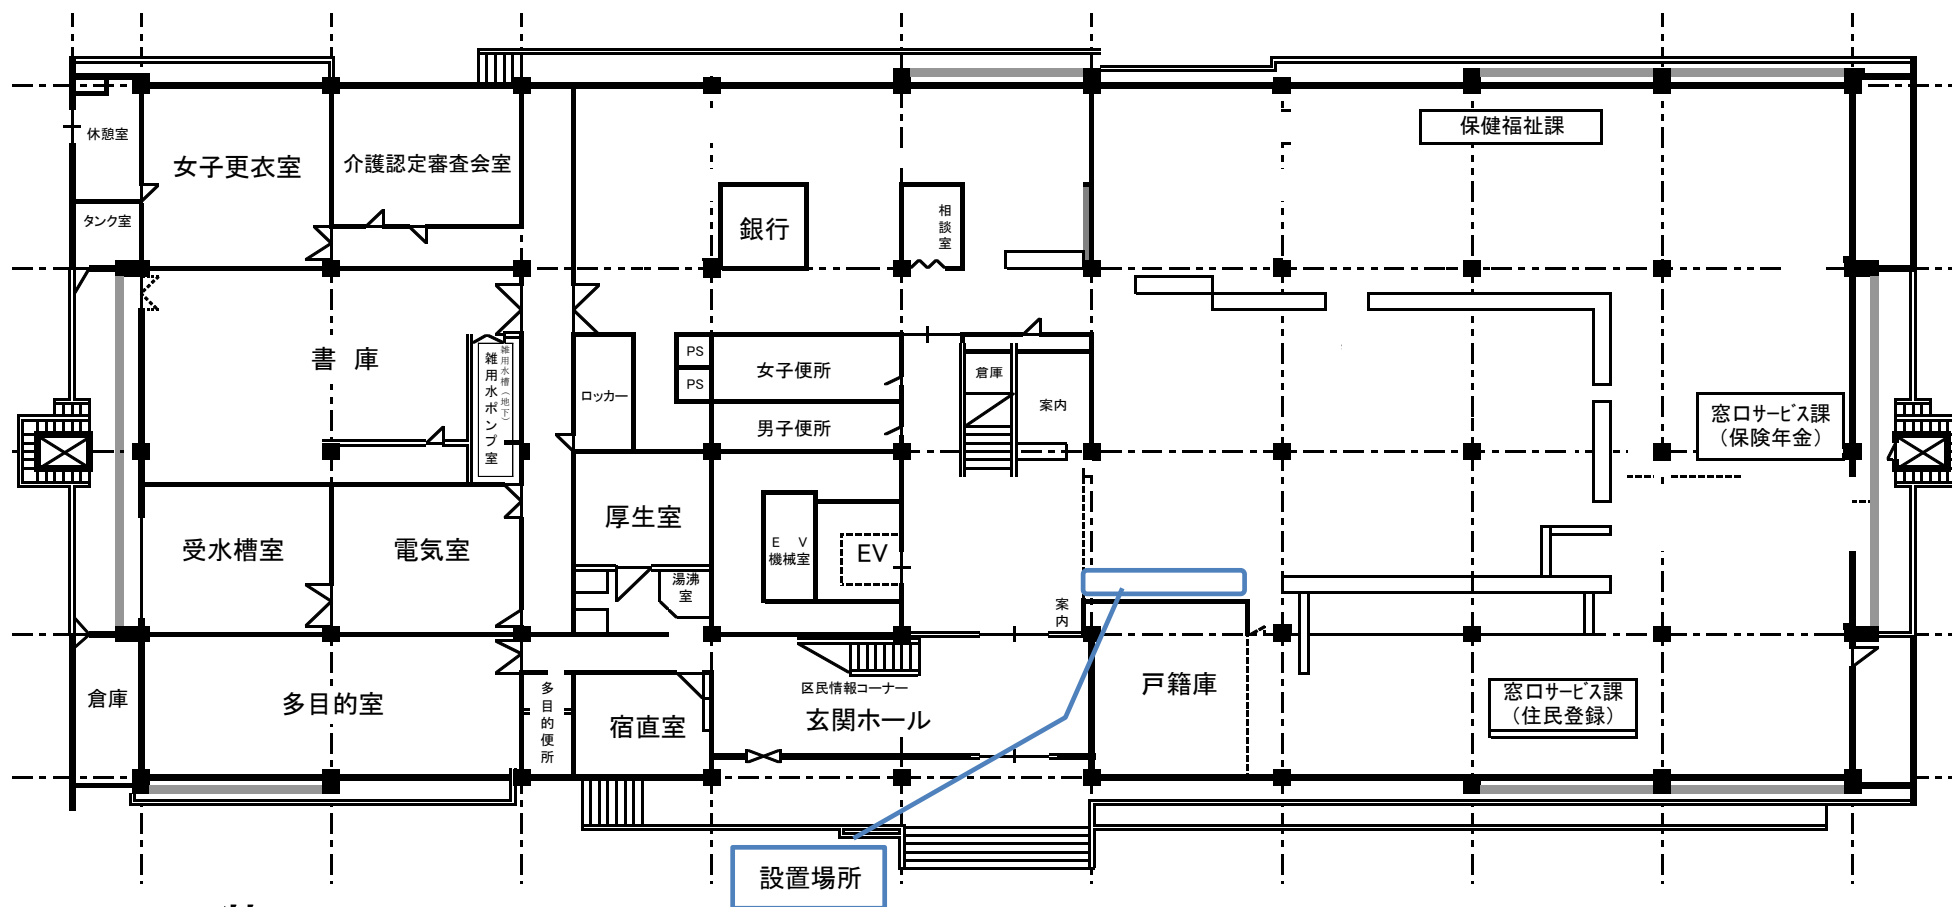 保健福祉課
休憩室
女子更衣室
介護認定審査会室
タンク室
銀行
相談室
書 庫
雑用水ポンプ室
雑用水槽(地下)
PS
PS
女子便所
男子便所
ロッカー
倉庫
案内
窓口サービス課
(保険年金)
受水槽室
電気室
厚生室
湯沸室
E V
機械室
EV
案内
倉庫
多目的室
多目的便所
宿直室
区民情報コーナー
玄関ホール
戸籍庫
窓口サービス課
(住民登録)
設置場所